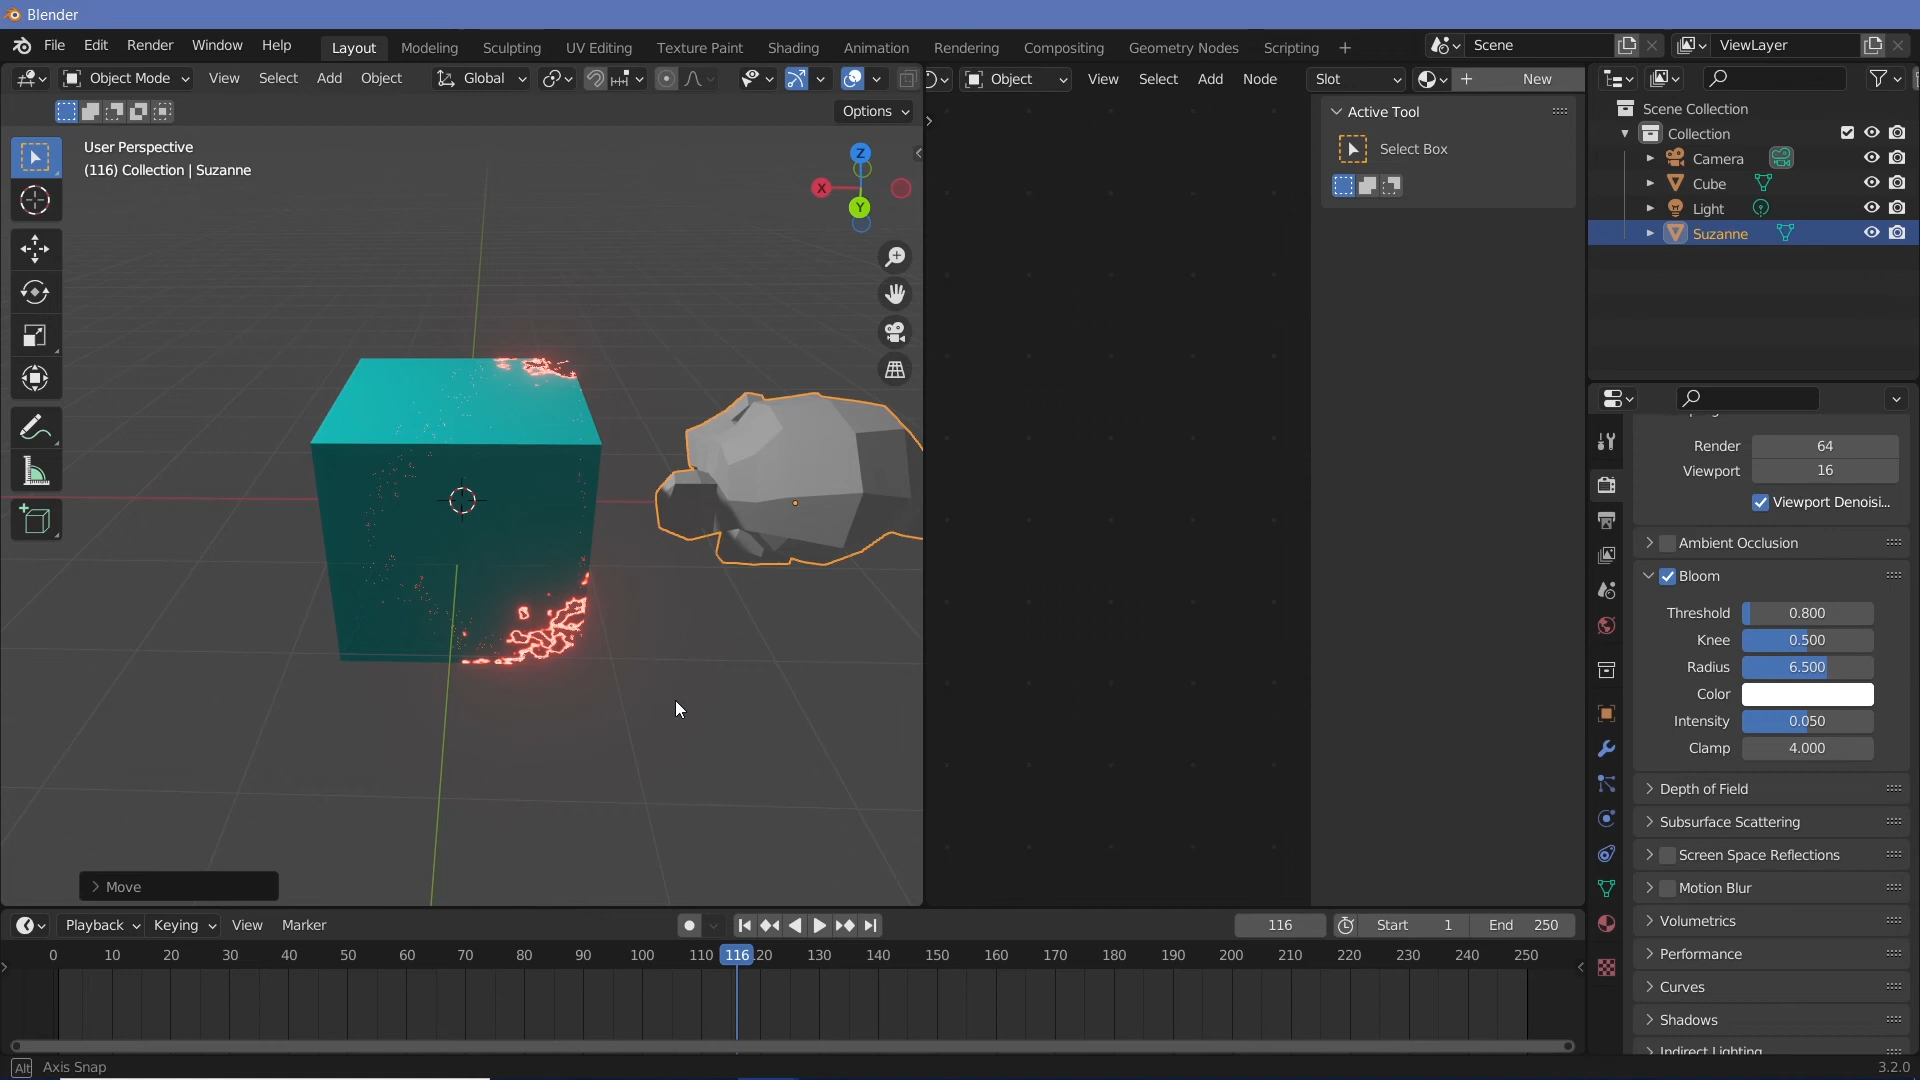 Blender
File Edit Render Window Help Layout Modeling Sculpting UV Editing Texture Paint Shading Animation Rendering Compositing Geometry Nodes Scripting + Scene ViewLayer
Object Mode View Select Add Object Global Object View Select Add Node Slot + New
Options
User Perspective
(116) Collection | Suzanne
Z
X
Y
Active Tool
Select Box
Scene Collection
Collection
Camera
Cube
Light
Suzanne
Render 64
Viewport 16
Viewport Denoisi...
Ambient Occlusion
Bloom
Threshold 0.800
Knee 0.500
Radius 6.500
Color
Intensity 0.050
Clamp 4.000
Depth of Field
Subsurface Scattering
Screen Space Reflections
Motion Blur
Volumetrics
Performance
Curves
Shadows
Indirect Lighting
Move
Playback Keying View Marker 116 Start 1 End 250
0 10 20 30 40 50 60 70 80 90 100 110 116 20 130 140 150 160 170 180 190 200 210 220 230 240 250
Alt Axis Snap 3.2.0